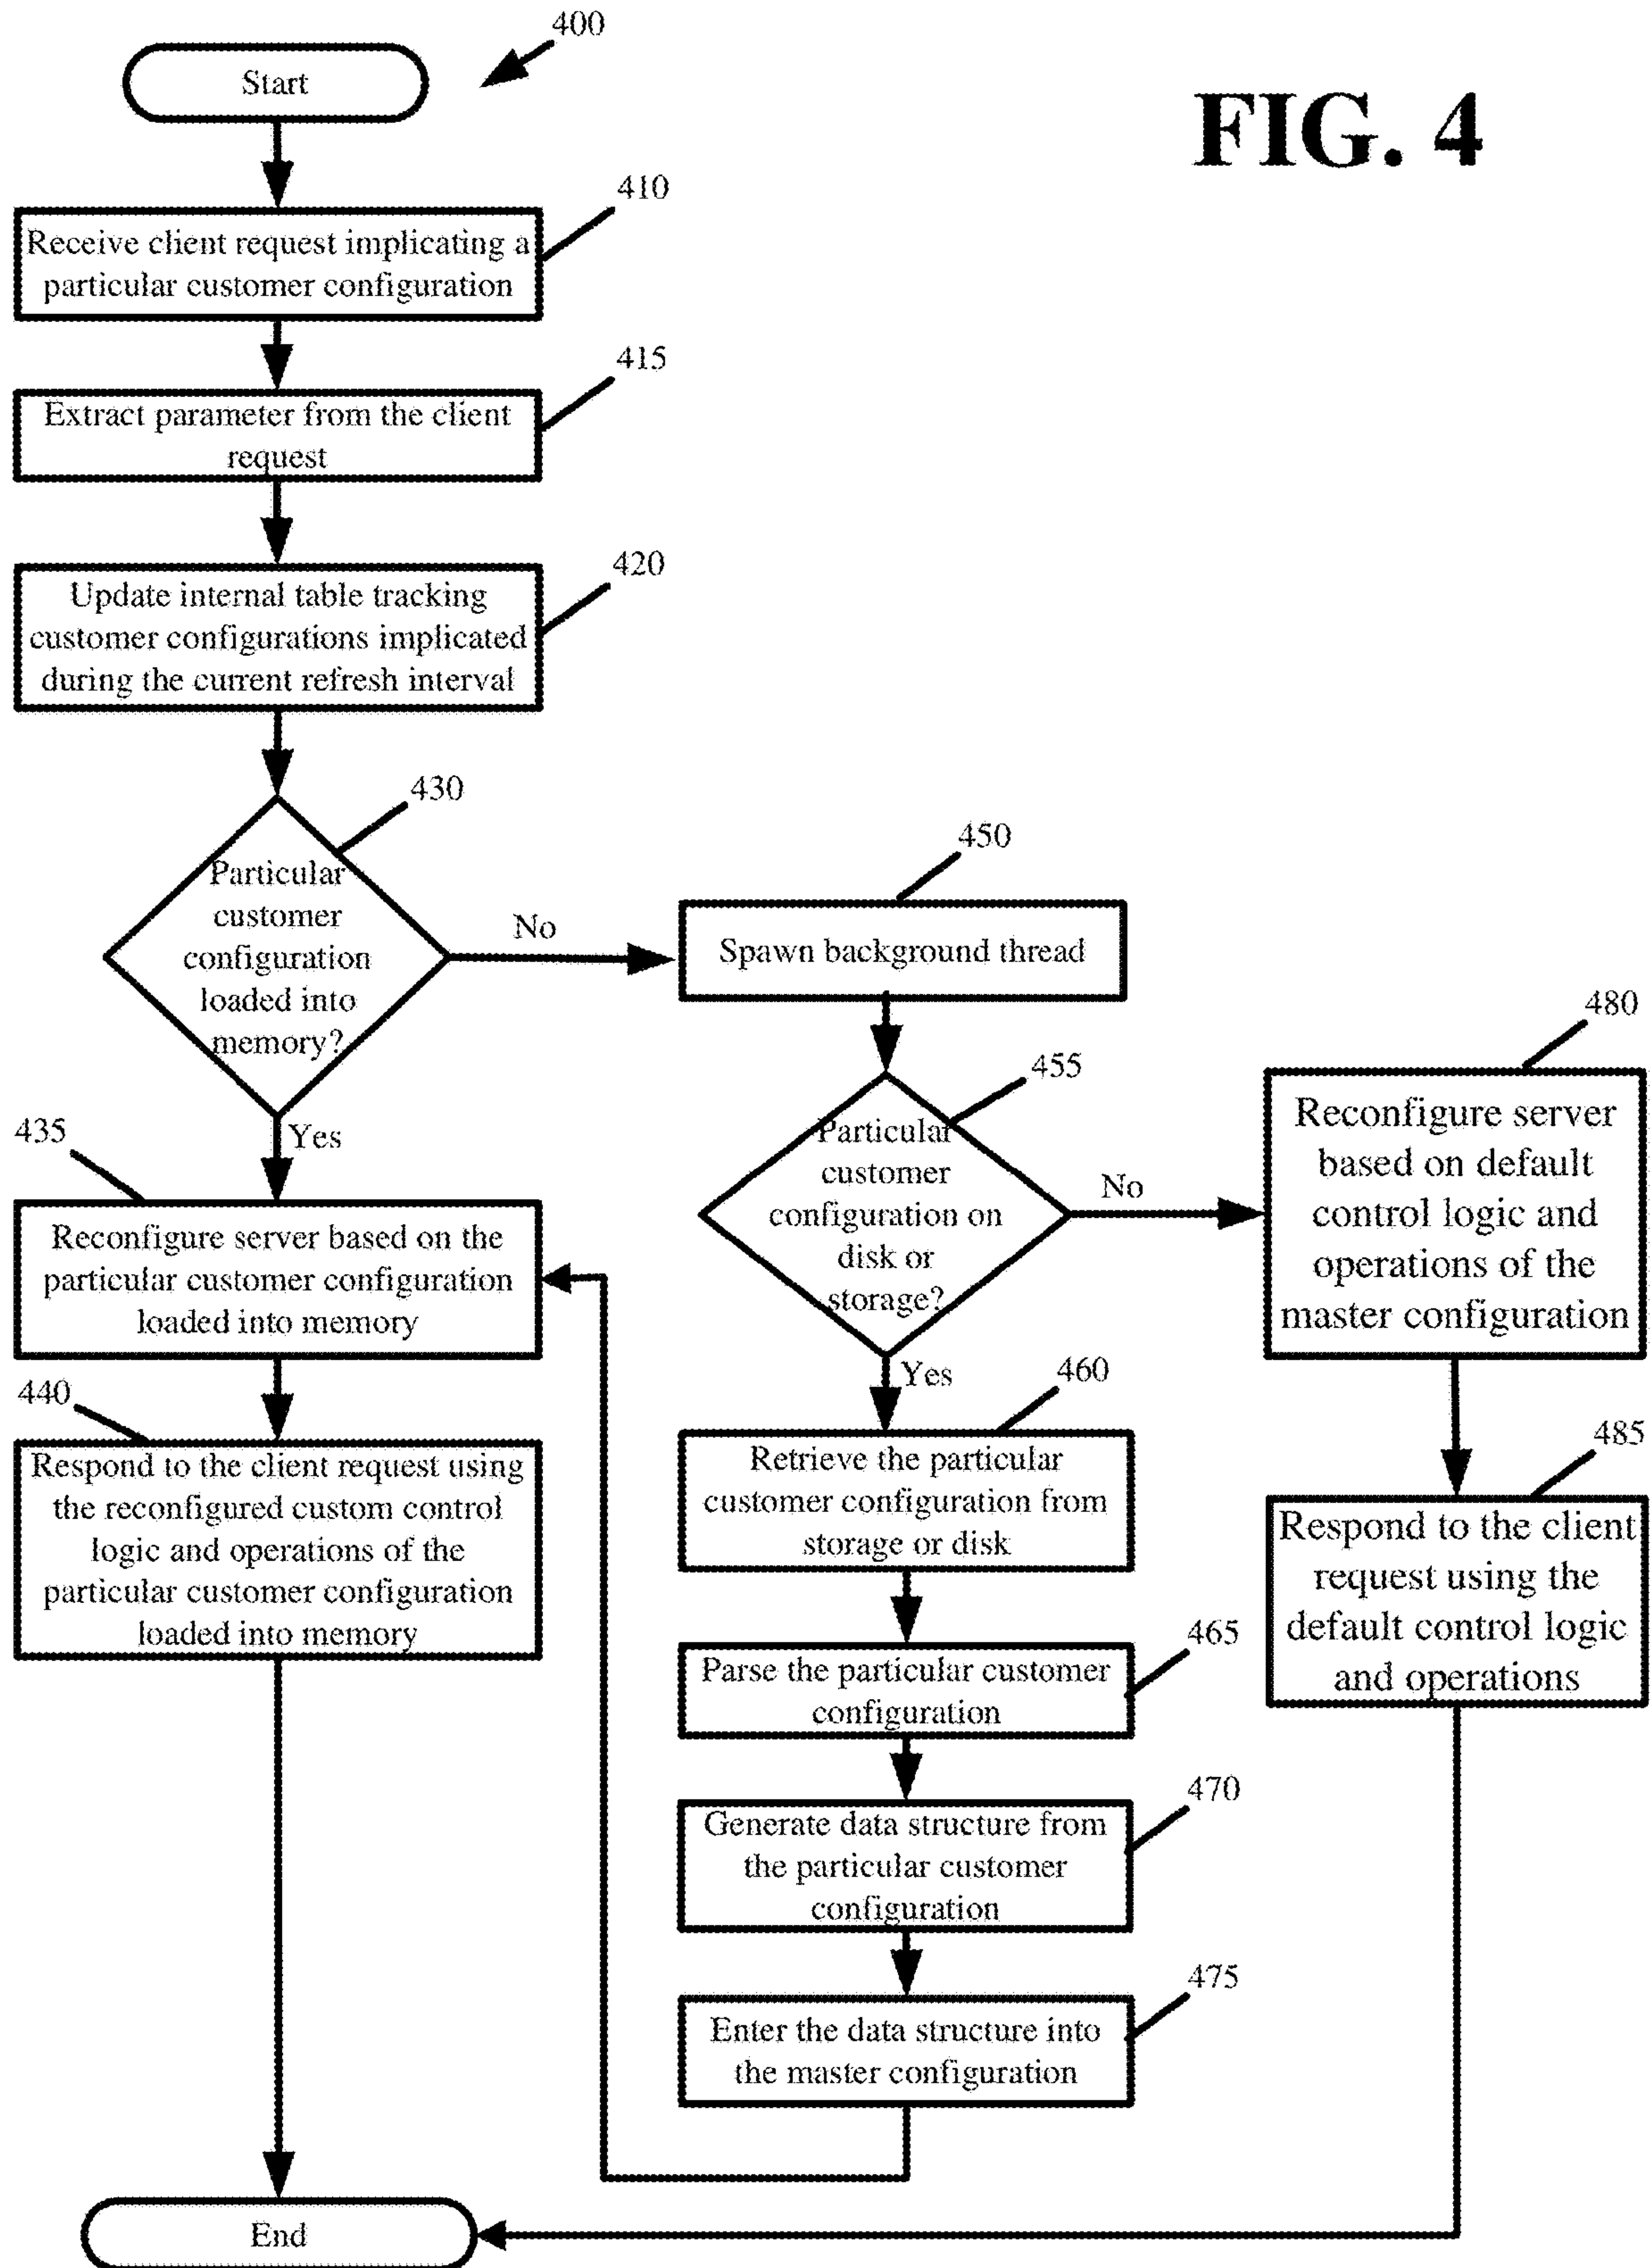 400
Start
FIG. 4
410
Receive client request implicating a
particular customer configuration
415
Extract parameter from the client
request
420
Update internal table tracking
customer configurations implicated
during the current refresh interval
430
Particular
customer
configuration
loaded into
memory?
No
Yes
435
Reconfigure server based on the
particular customer configuration
loaded into memory
440
Respond to the client request using
the reconfigured custom control
logic and operations of the
particular customer configuration
loaded into memory
450
Spawn background thread
455
Particular
customer
configuration on
disk or
storage?
No
Yes
460
Retrieve the particular
customer configuration from
storage or disk
465
Parse the particular customer
configuration
470
Generate data structure from
the particular customer
configuration
475
Enter the data structure into
the master configuration
480
Reconfigure server
based on default
control logic and
operations of the
master configuration
485
Respond to the client
request using the
default control logic
and operations
End